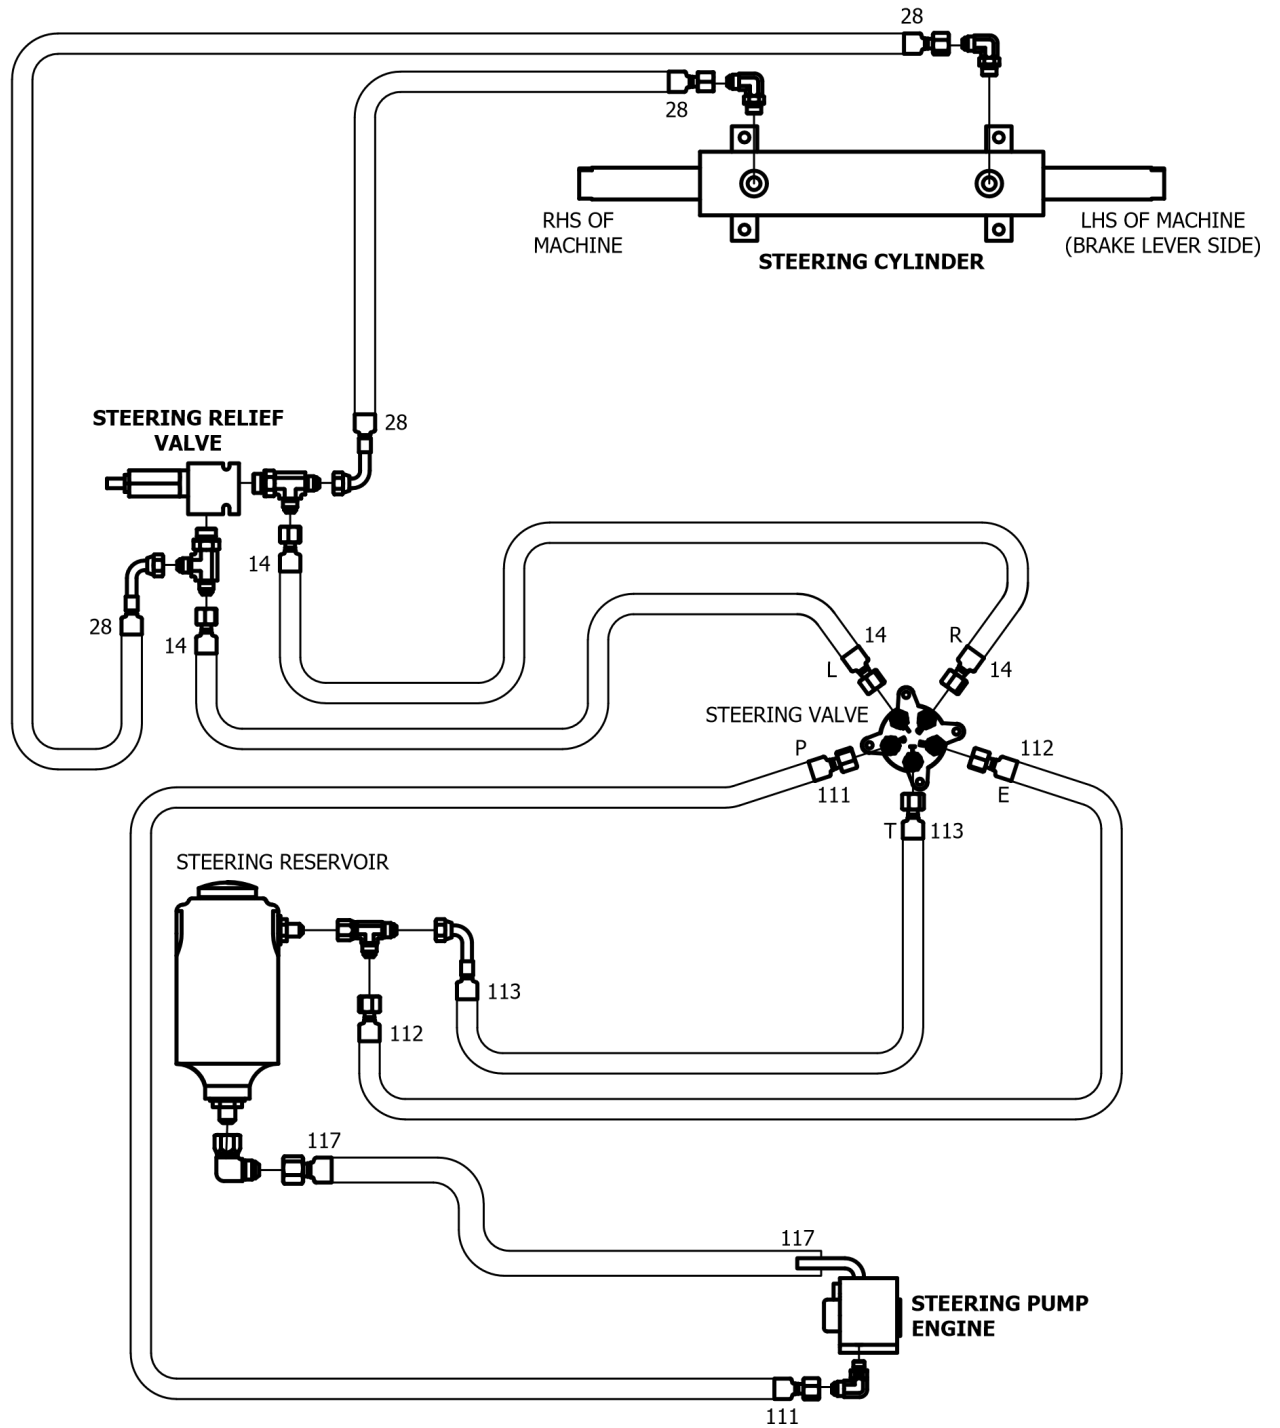 28
28
RHS OF
MACHINE
LHS OF MACHINE
(BRAKE LEVER SIDE)
STEERING CYLINDER
STEERING RELIEF
VALVE
28
14
28
14
14
R
L
14
STEERING VALVE
P
112
111
E
T
113
STEERING RESERVOIR
113
112
117
117
STEERING PUMP
ENGINE
111